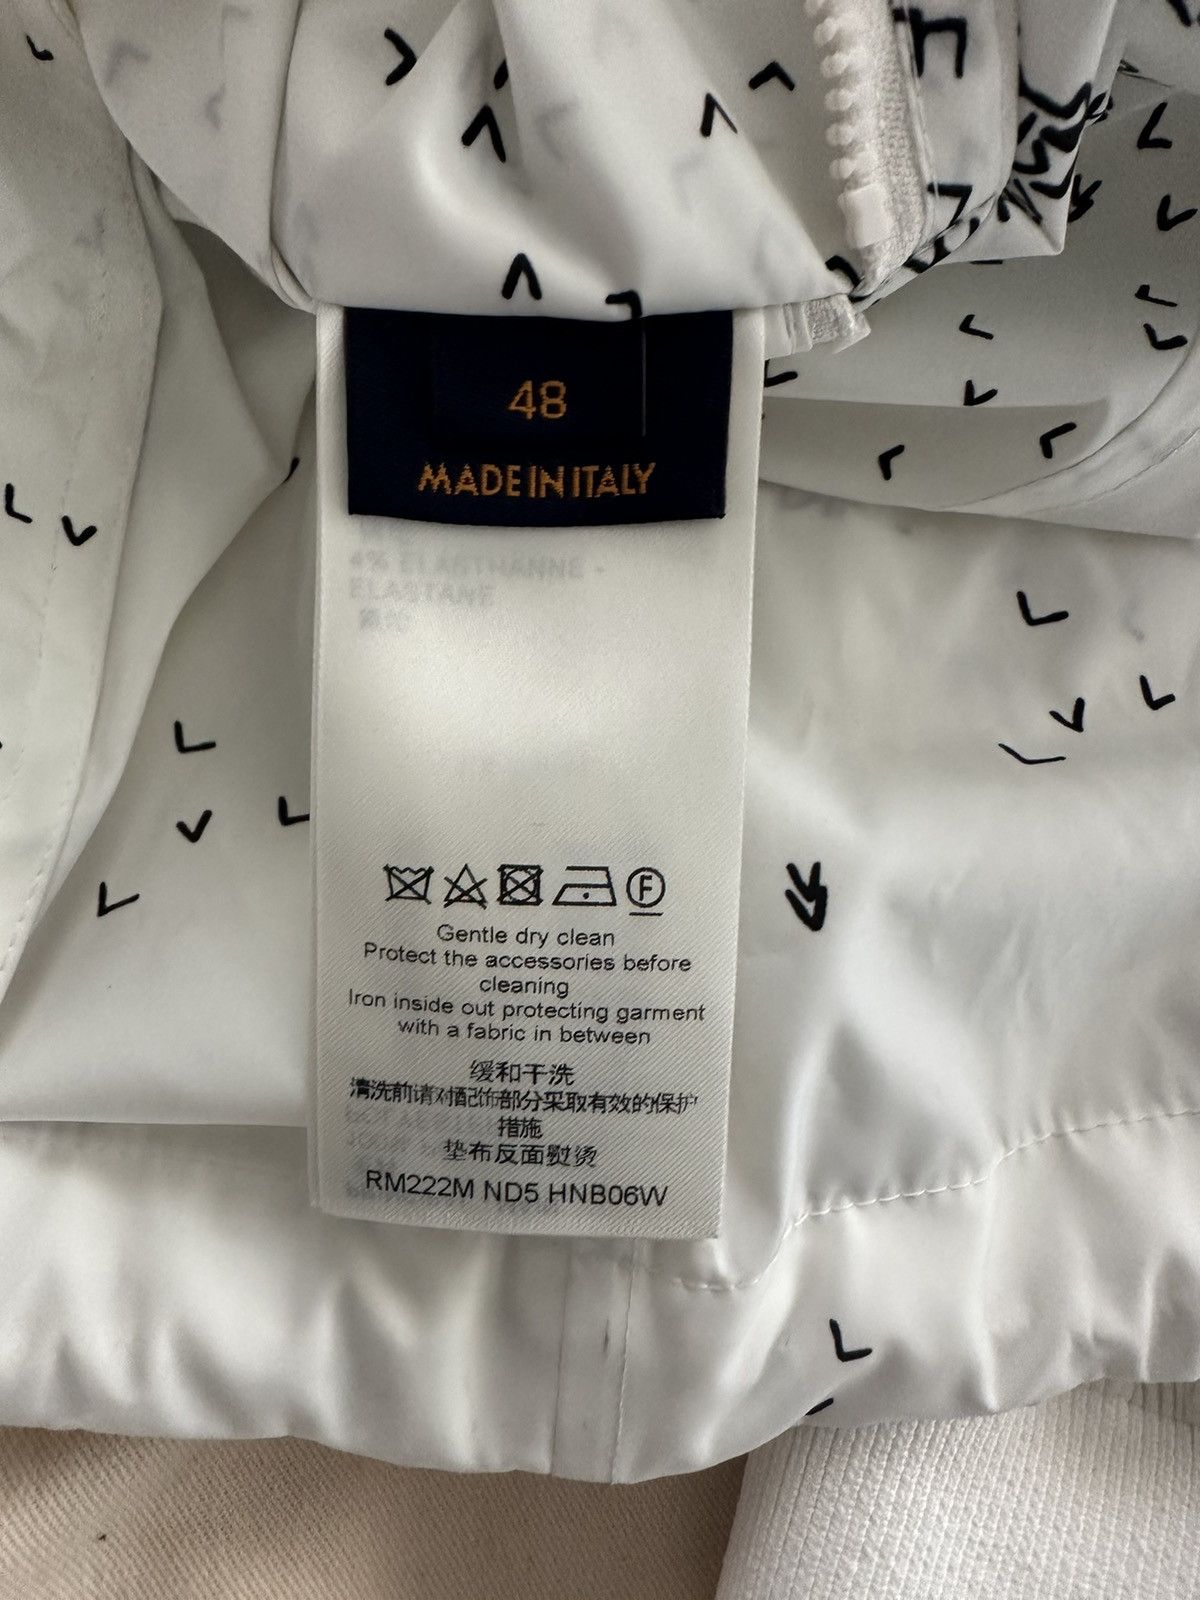 48
MADE IN ITALY
4% ELASTHANNE -
ELASTANE
F
Gentle dry clean
Protect the accessories before
cleaning
Iron inside out protecting garment
with a fabric in between
缓和干洗
清洗前请对配饰部分采取有效的保护
措施
垫布反面熨烫
RM222M ND5 HNB06W